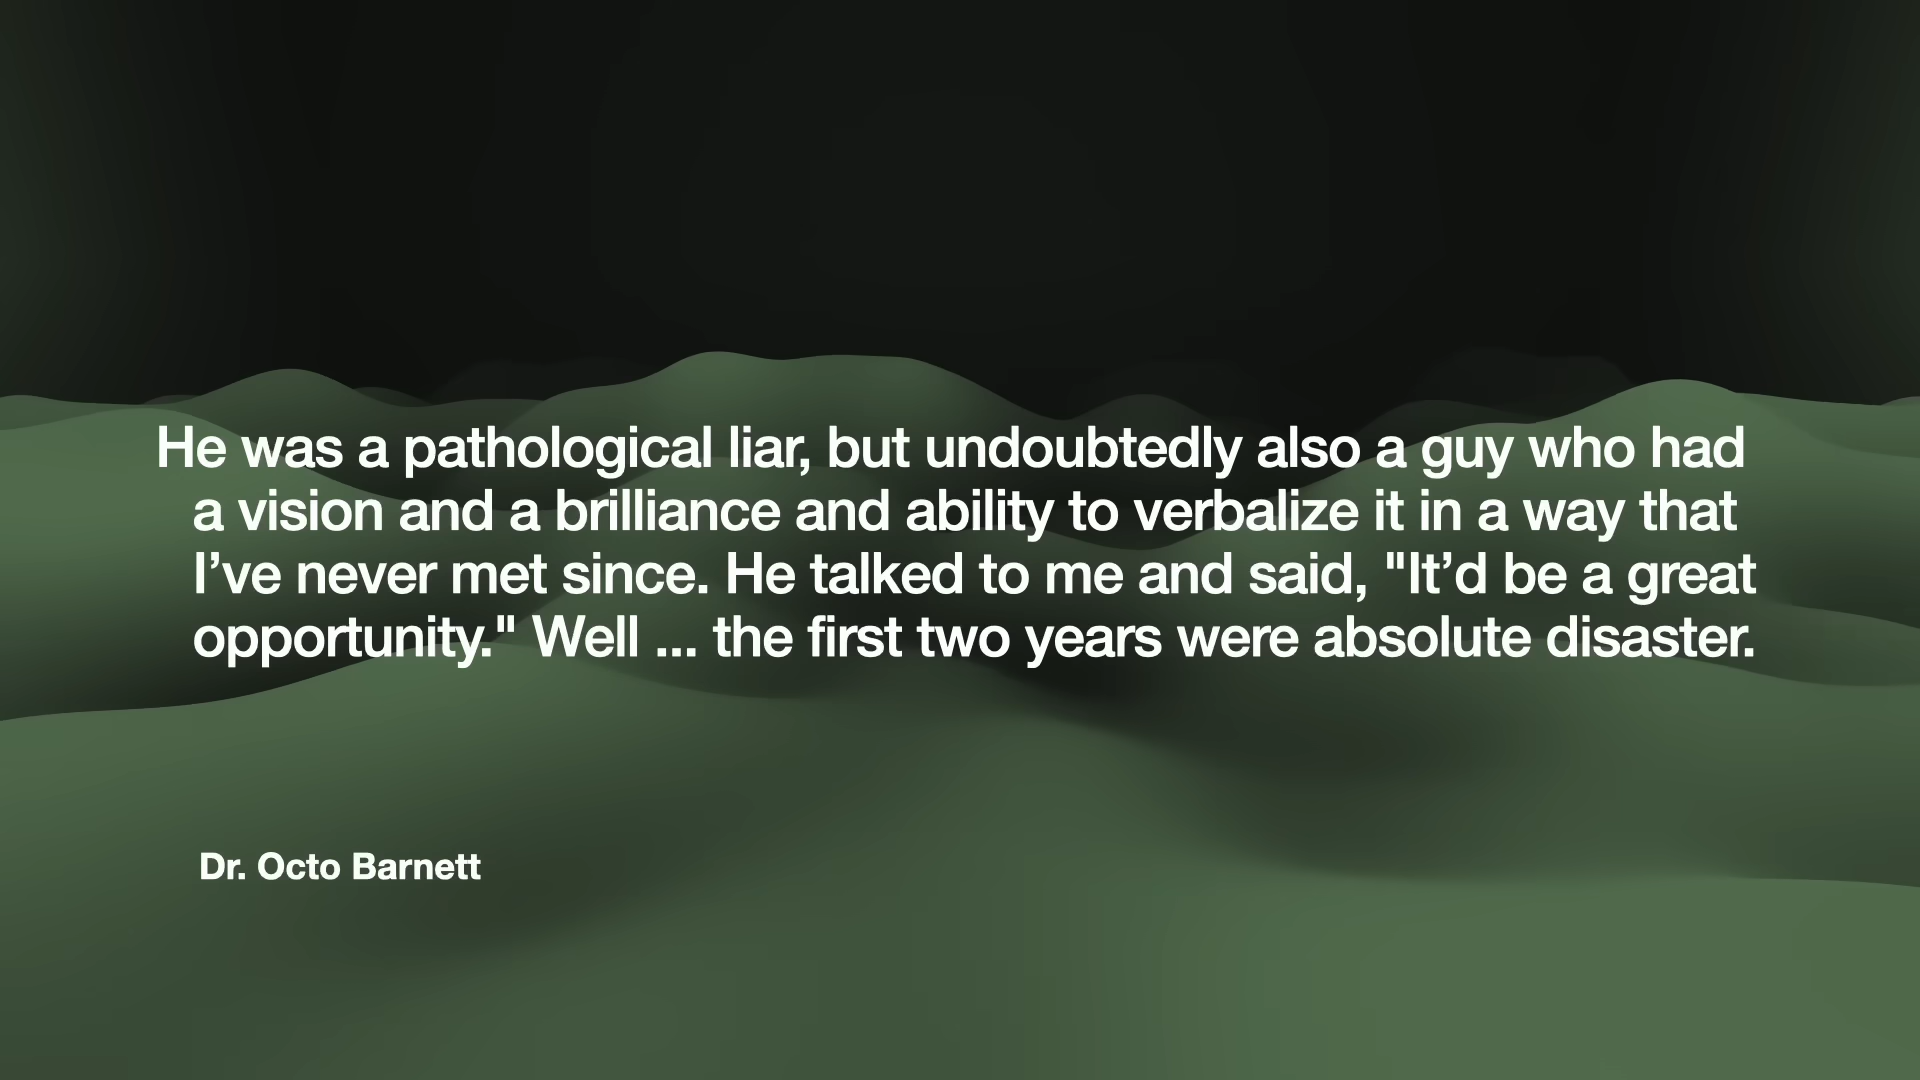 He was a pathological liar, but undoubtedly also a guy who had
a vision and a brilliance and ability to verbalize it in a way that
I’ve never met since. He talked to me and said, "It’d be a great
opportunity." Well ... the first two years were absolute disaster.
Dr. Octo Barnett